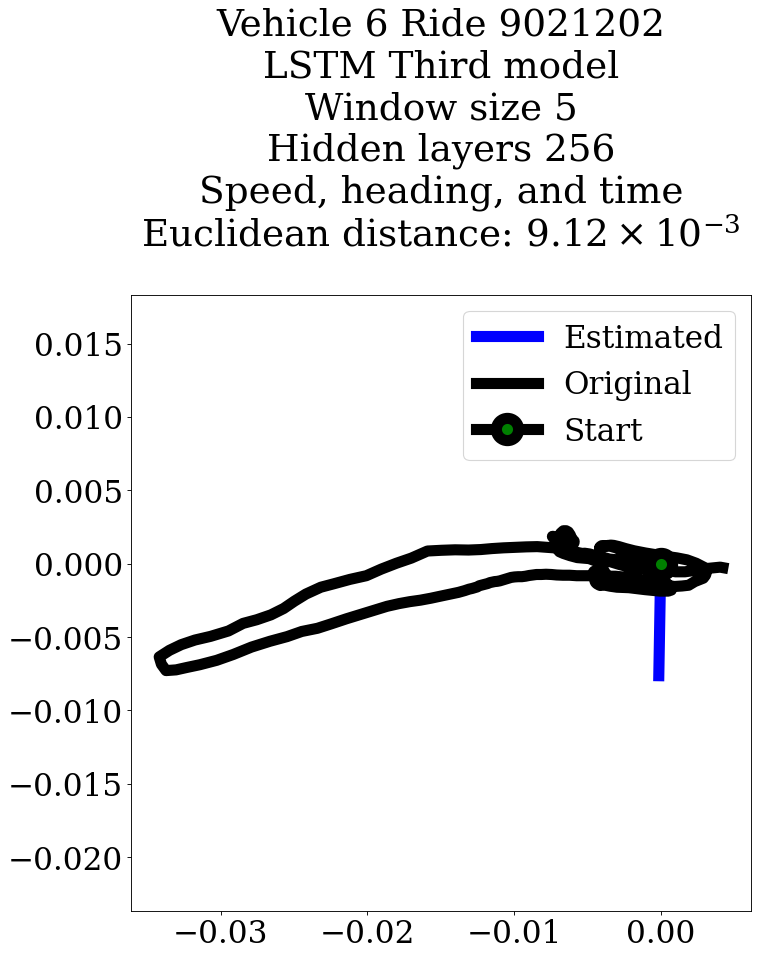 Vehicle 6 Ride 9021202
LSTM Third model
Window size 5
Hidden layers 256
Speed, heading, and time
Euclidean distance: 9.12 × 10⁻³
Estimated
Original
Start
0.015
0.010
0.005
0.000
−0.005
−0.010
−0.015
−0.020
−0.03 −0.02 −0.01 0.00